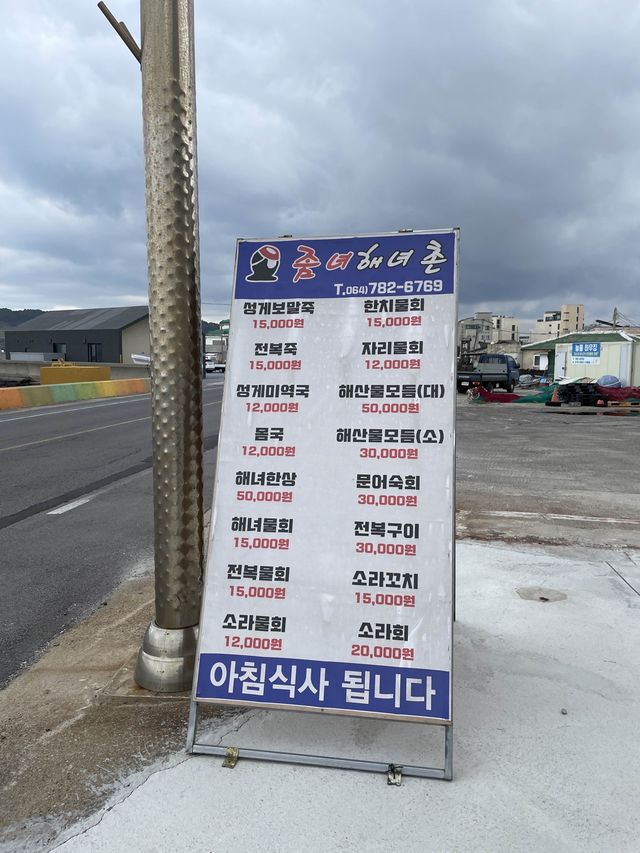 좀녀해녀촌
T.064)782-6769
성게보말죽
15,000원
전복죽
15,000원
성게미역국
12,000원
몸국
12,000원
해녀한상
50,000원
해녀물회
15,000원
전복물회
15,000원
소라물회
12,000원
한치물회
15,000원
자리물회
12,000원
해산물모듬(대)
50,000원
해산물모듬(소)
30,000원
문어숙회
30,000원
전복구이
30,000원
소라꼬치
15,000원
소라회
20,000원
아침식사 됩니다